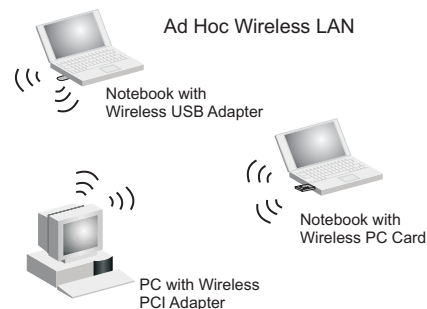 Ad Hoc Wireless LAN
Notebook with
Wireless USB Adapter
Notebook with
Wireless PC Card
PC with Wireless
PCI Adapter